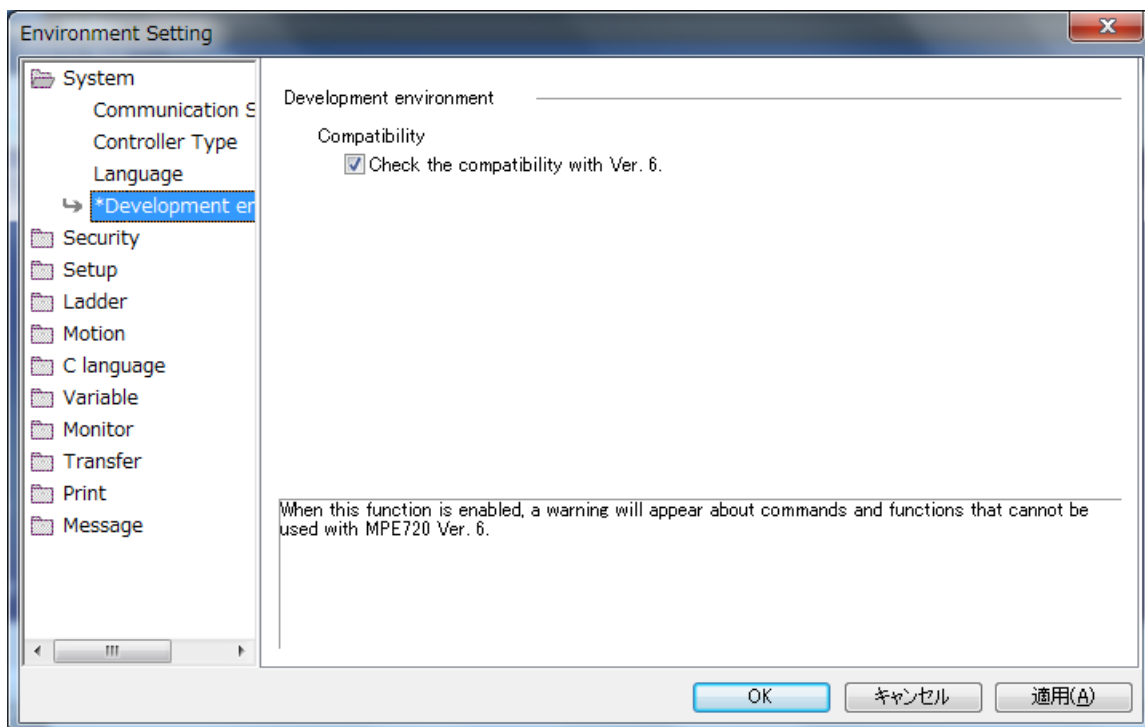 Environment Setting
System
Communication S
Controller Type
Language
*Development en
Security
Setup
Ladder
Motion
C language
Variable
Monitor
Transfer
Print
Message
Development environment
Compatibility
Check the compatibility with Ver. 6.
When this function is enabled, a warning will appear about commands and functions that cannot be
used with MPE720 Ver. 6.
OK
キャンセル
適用(A)